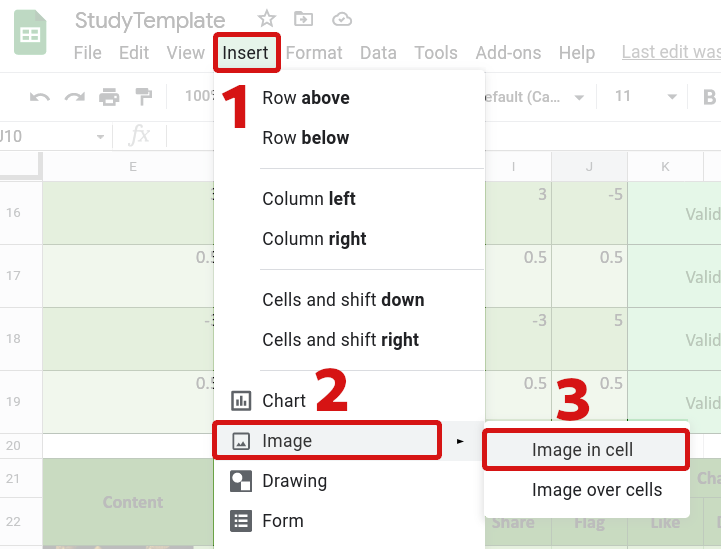 StudyTemplate
File Edit View Insert Format Data Tools Add-ons Help Last edit was
1
100% efault (Ca... 11 B
J10 fx
Row above
Row below
Column left
Column right
Cells and shift down
Cells and shift right
2
Chart
3
Image
Image in cell
Drawing
Image over cells
Form
E I J K
16 3 -5 Valid
17 0.5 0.5 0.5 Valid
18 -3 -3 5 Valid
19 0.5 0.5 0.5 Valid
20
21 Content Cha
22 Share Flag Like